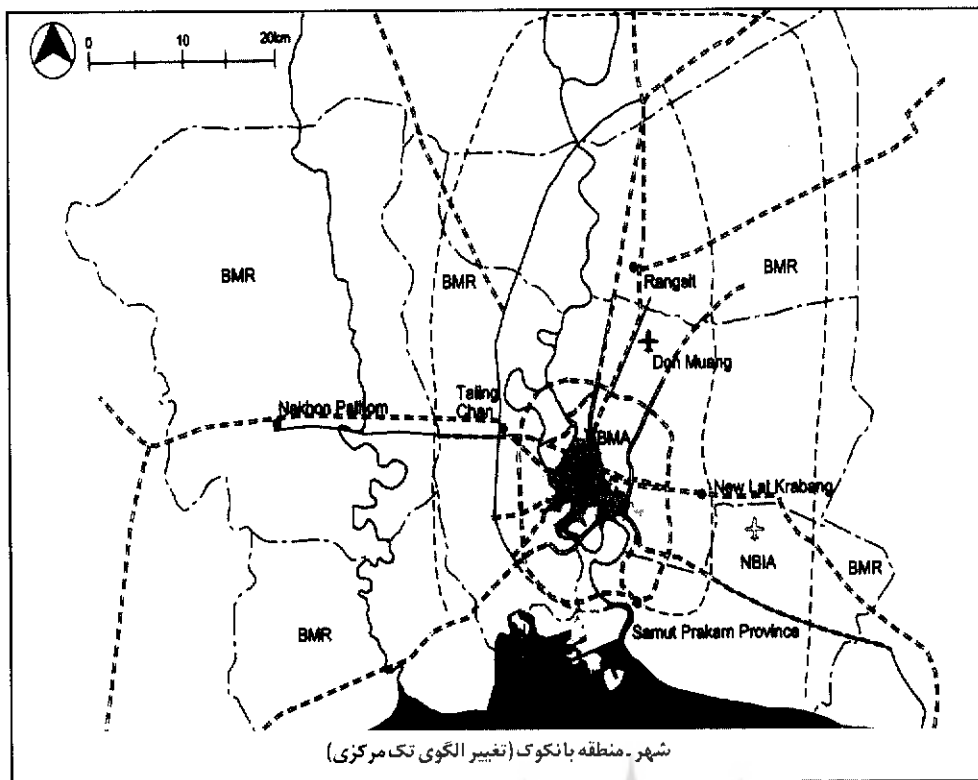 0 10 20km
BMR
BMR
BMR
Rangsit
Don Muang
Taling
Chan
Nakhon Pathom
BMA
New Lat Krabang
NBIA
BMR
BMR
Samut Prakarn Province
شهر ـ منطقه بانکوک (تغییر الگوی تک مرکزی)